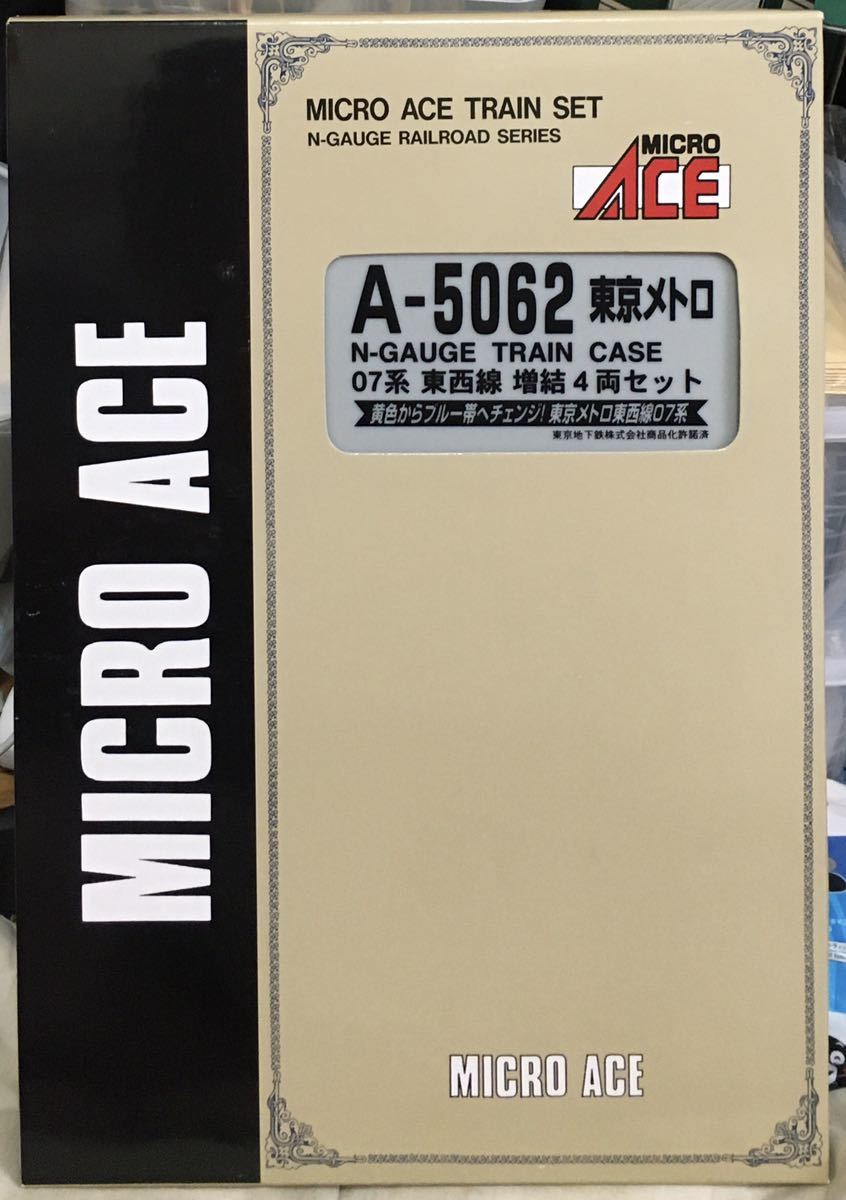 MICRO ACE
MICRO ACE TRAIN SET
N-GAUGE RAILROAD SERIES
MICRO
ACE
A-5062 東京メトロ
N-GAUGE TRAIN CASE
07系 東西線 増結4両セット
黄色からブルー帯へチェンジ!東京メトロ東西線07系
東京地下鉄株式会社商品化許諾済
MICRO ACE